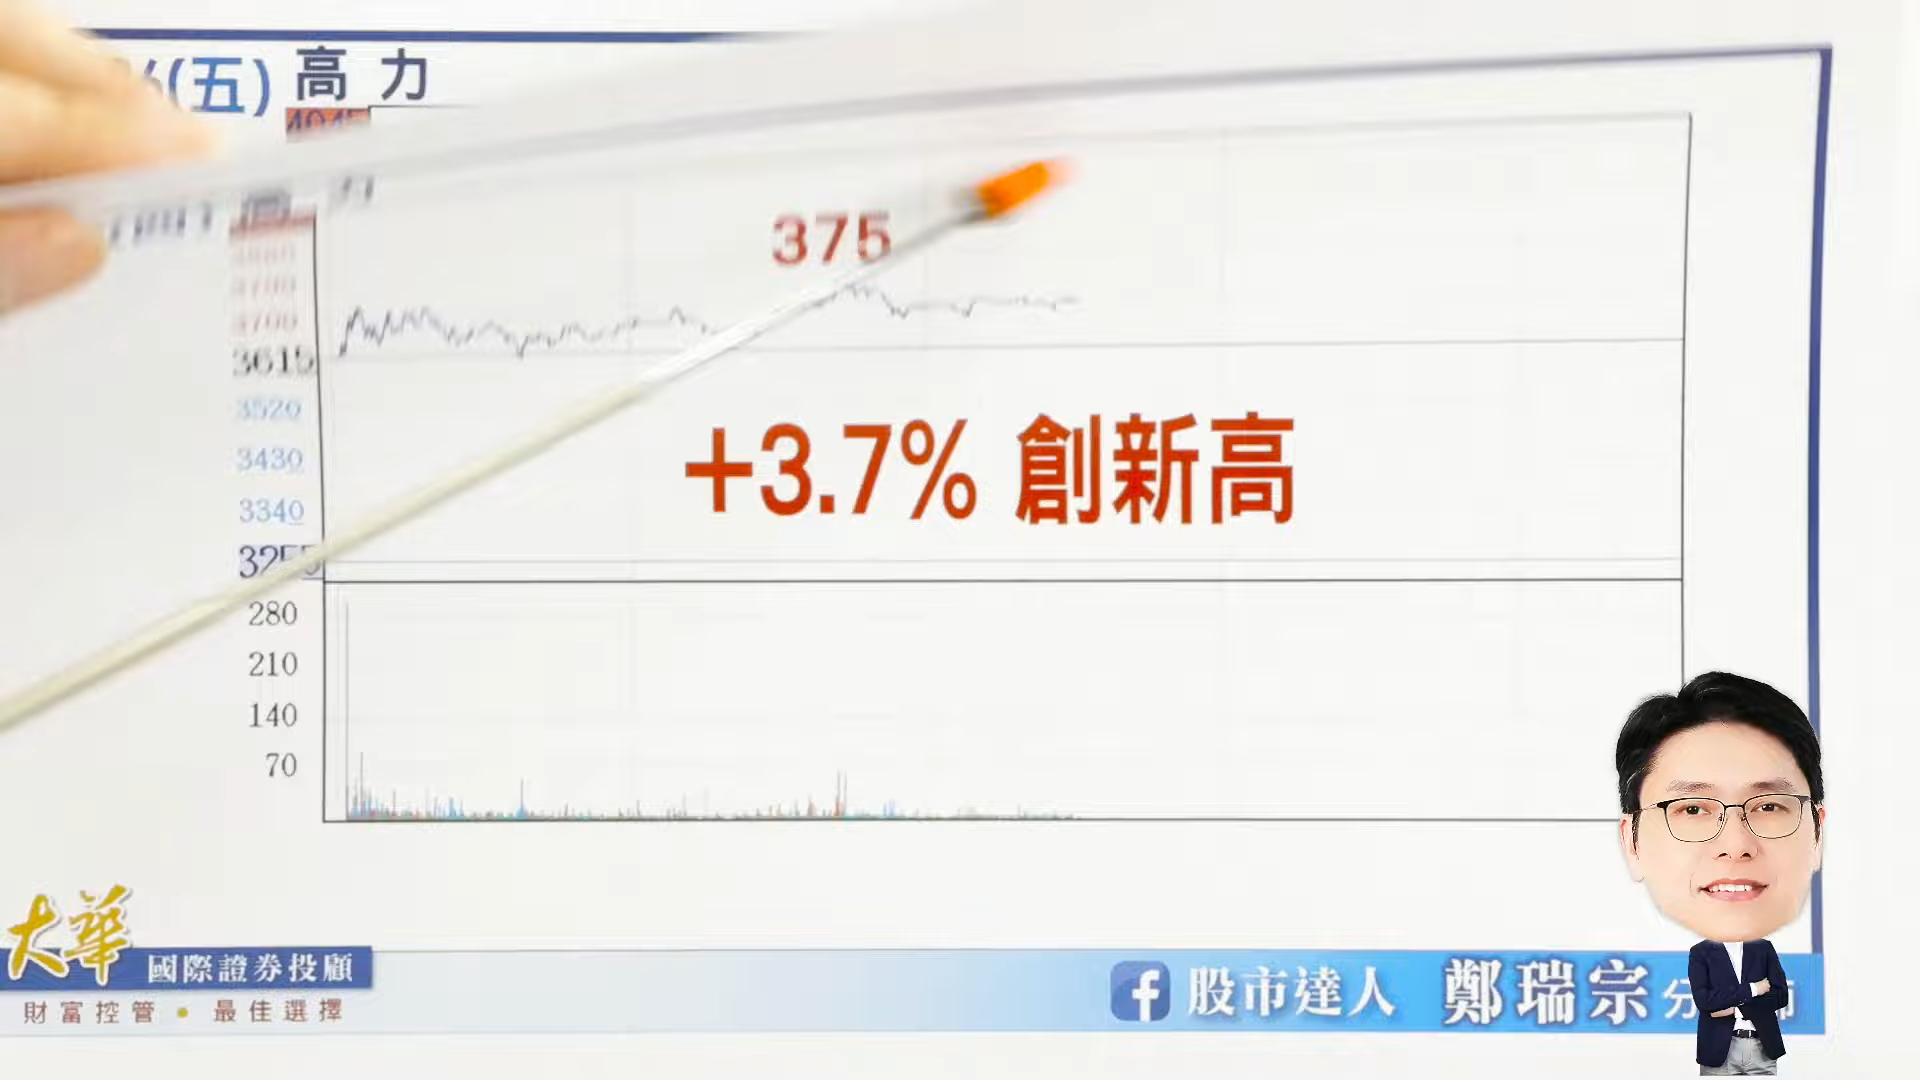 (五) 高力
高力
375
3615
3520
3430
3340
+3.7% 創新高
280
210
140
70
大華
國際證券投顧
財富控管•最佳選擇
股市達人 鄭瑞宗